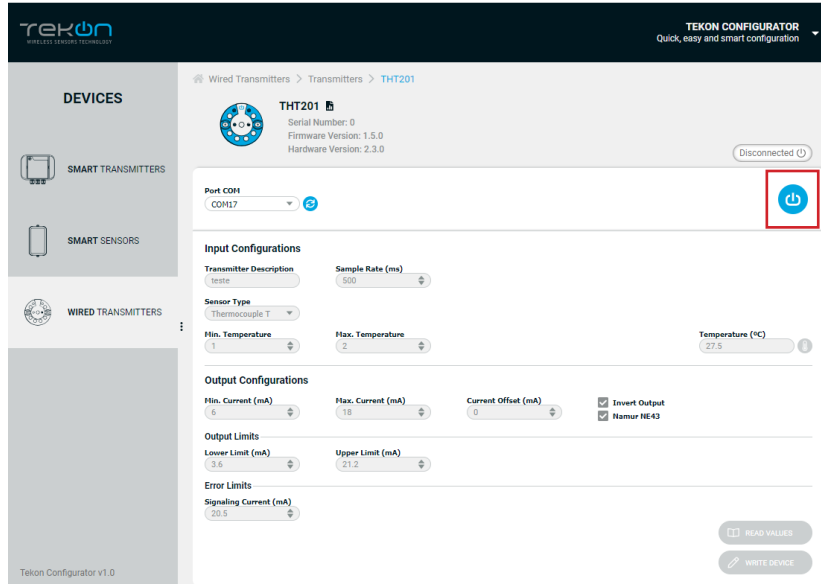 Tekon
WIRELESS SENSORS TECHNOLOGY
TEKON CONFIGURATOR
Quick, easy and smart configuration
DEVICES
SMART TRANSMITTERS
SMART SENSORS
WIRED TRANSMITTERS
Tekon Configurator v1.0
Wired Transmitters > Transmitters > THT201
THT201
Serial Number: 0
Firmware Version: 1.5.0
Hardware Version: 2.3.0
Disconnected
Port COM
COM17
Input Configurations
Transmitter Description Sample Rate (ms)
teste 500
Sensor Type
Thermocouple T
Min. Temperature Max. Temperature Temperature (ºC)
1 2 27.5
Output Configurations
Min. Current (mA) Max. Current (mA) Current Offset (mA)
6 18 0
Invert Output
Namur NE43
Output Limits
Lower Limit (mA) Upper Limit (mA)
3.6 21.2
Error Limits
Signaling Current (mA)
20.5
READ VALUES
WRITE DEVICE